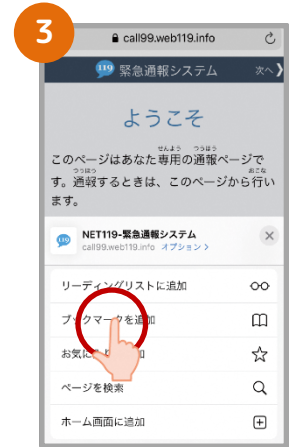 3
call99.web119.info
119 緊急通報システム 次へ
ようこそ
せんよう つうほう
このページはあなた専用の通報ページで
つうほう おこな
す。通報するときは、このページから行い
ます。
119 NET119-緊急通報システム
call99.web119.info オプション
リーディングリストに追加
ブックマークを追加
お気に
ページを検索
ホーム画面に追加